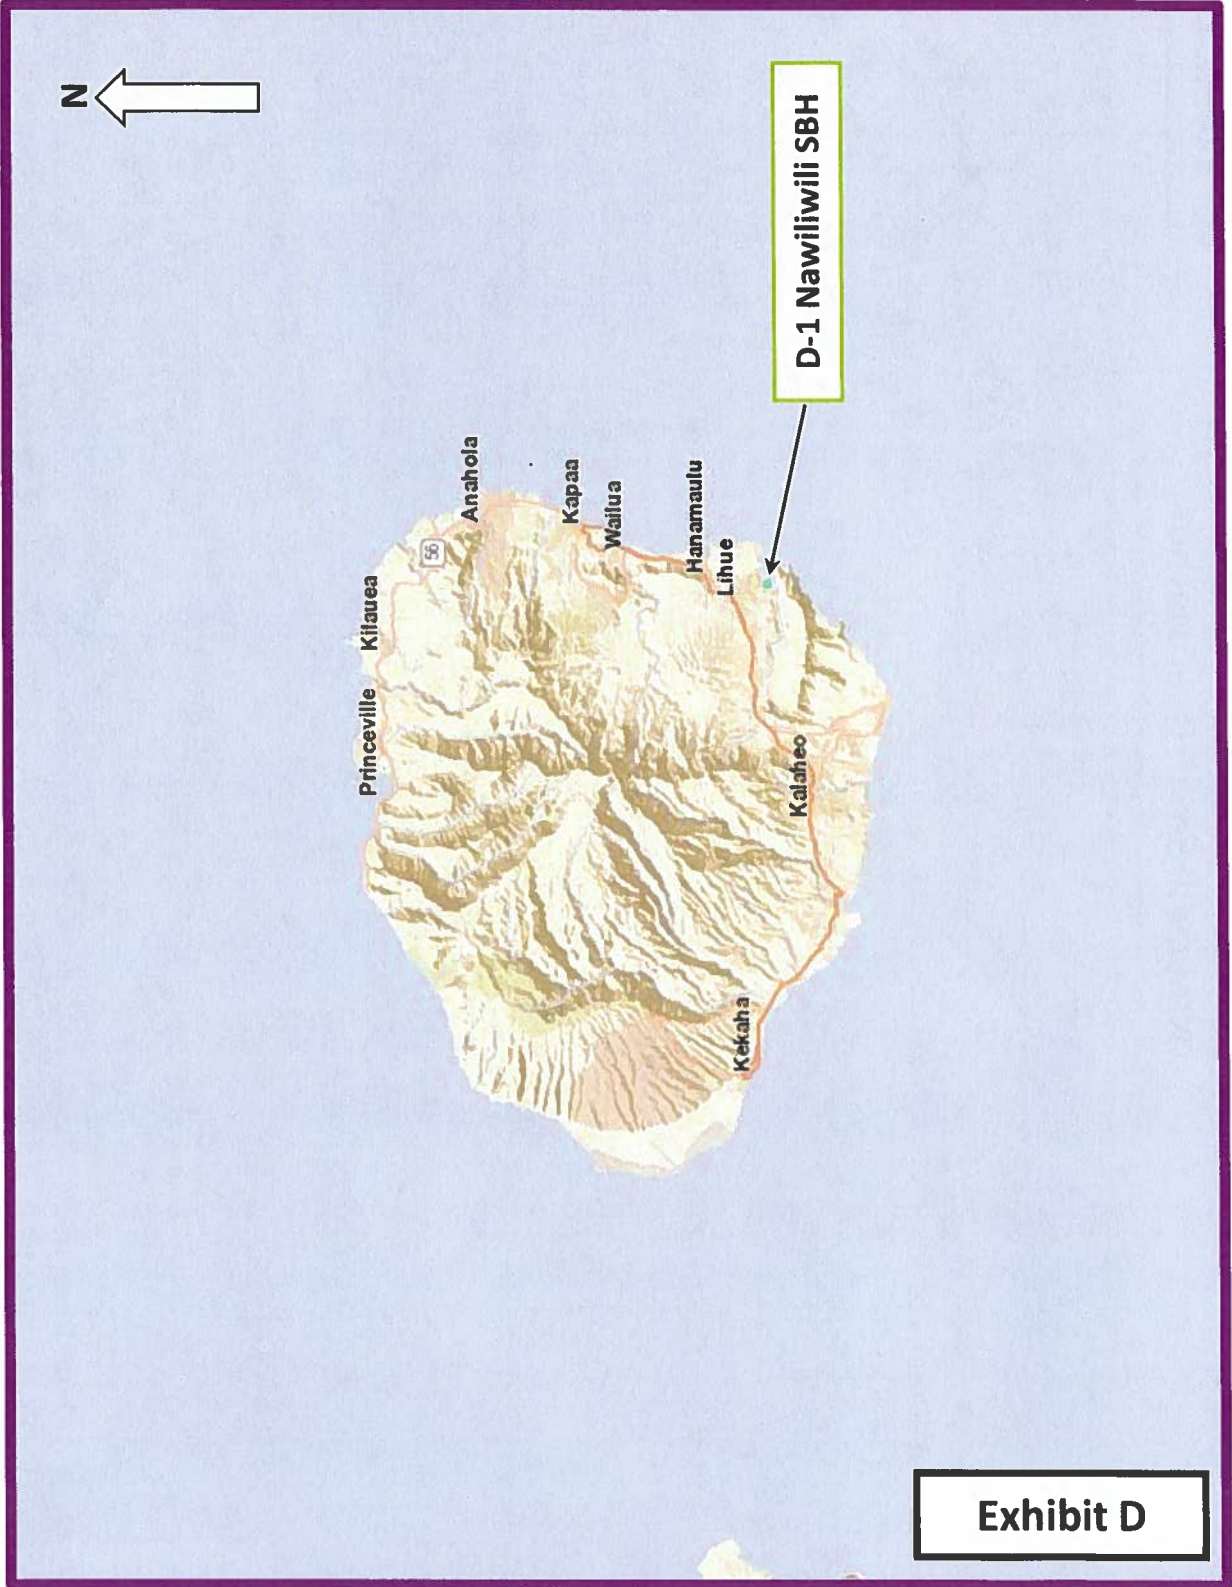 N
D-1 Nawiliwili SBH
Princeville
Kilauea
56
Anahola
Kapaa
Wailua
Hanamaulu
Lihue
Kalaheo
Kekaha
Exhibit D